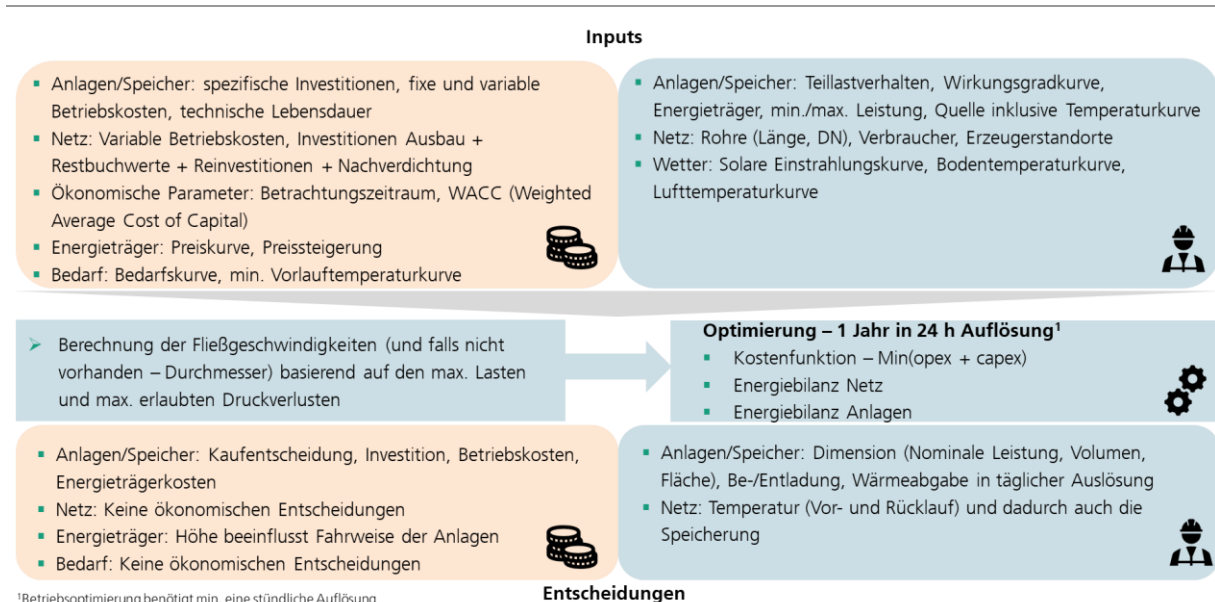 Inputs
▪ Anlagen/Speicher: spezifische Investitionen, fixe und variable
Betriebskosten, technische Lebensdauer
▪ Netz: Variable Betriebskosten, Investitionen Ausbau +
Restbuchwerte + Reinvestitionen + Nachverdichtung
▪ Ökonomische Parameter: Betrachtungszeitraum, WACC (Weighted
Average Cost of Capital)
▪ Energieträger: Preiskurve, Preissteigerung
▪ Bedarf: Bedarfskurve, min. Vorlauftemperaturkurve
▪ Anlagen/Speicher: Teillastverhalten, Wirkungsgradkurve,
Energieträger, min./max. Leistung, Quelle inklusive Temperaturkurve
▪ Netz: Rohre (Länge, DN), Verbraucher, Erzeugerstandorte
▪ Wetter: Solare Einstrahlungskurve, Bodentemperaturkurve,
Lufttemperaturkurve
➢ Berechnung der Fließgeschwindigkeiten (und falls nicht
vorhanden – Durchmesser) basierend auf den max. Lasten
und max. erlaubten Druckverlusten
Optimierung – 1 Jahr in 24 h Auflösung¹
▪ Kostenfunktion – Min(opex + capex)
▪ Energiebilanz Netz
▪ Energiebilanz Anlagen
▪ Anlagen/Speicher: Kaufentscheidung, Investition, Betriebskosten,
Energieträgerkosten
▪ Netz: Keine ökonomischen Entscheidungen
▪ Energieträger: Höhe beeinflusst Fahrweise der Anlagen
▪ Bedarf: Keine ökonomischen Entscheidungen
▪ Anlagen/Speicher: Dimension (Nominale Leistung, Volumen,
Fläche), Be-/Entladung, Wärmeabgabe in täglicher Auslösung
▪ Netz: Temperatur (Vor- und Rücklauf) und dadurch auch die
Speicherung
Entscheidungen
¹Betriebsoptimierung benötigt min. eine stündliche Auflösung